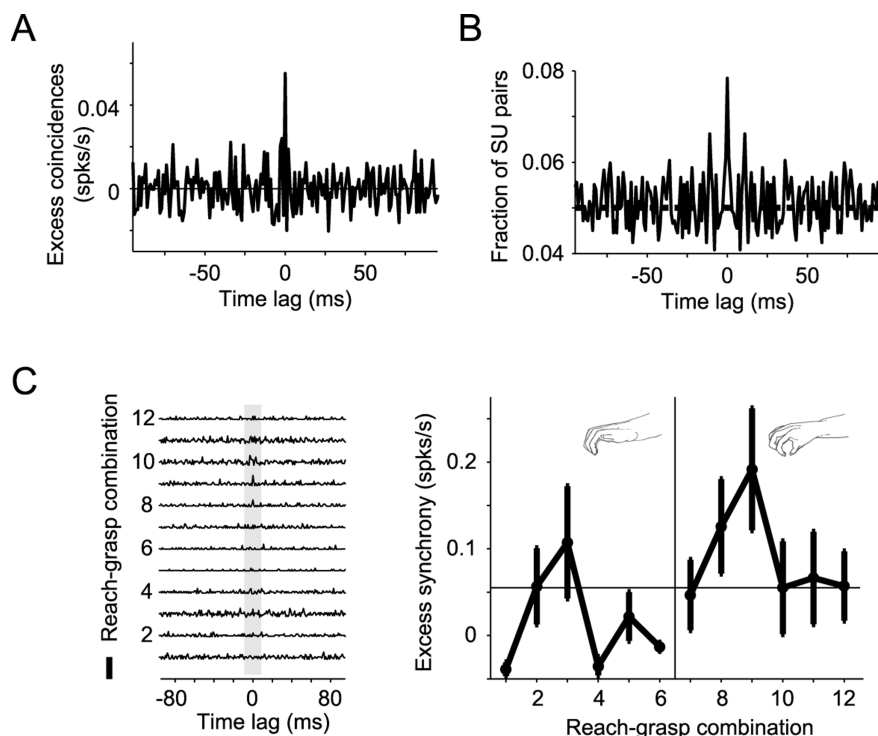 A
Excess coincidences
(spks/s)
0.04
0
-50
0
50
Time lag (ms)
B
Fraction of SU pairs
0.08
0.06
0.04
-50
0
50
Time lag (ms)
C
Reach-grasp combination
12
10
8
6
4
2
-80
0
80
Time lag (ms)
Excess synchrony (spks/s)
0.2
0.1
0
2
4
6
8
10
12
Reach-grasp combination